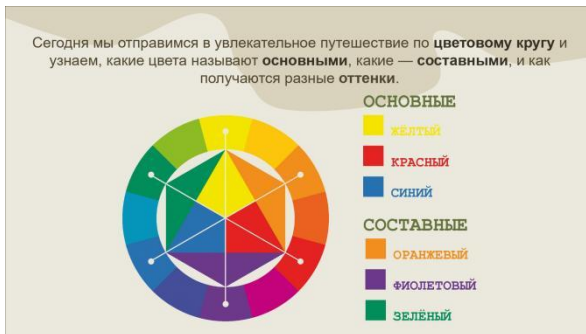 Сегодня мы отправимся в увлекательное путешествие по цветовому кругу и
узнаем, какие цвета называют основными, какие — составными, и как
получаются разные оттенки.
ОСНОВНЫЕ
ЖЁЛТЫЙ
КРАСНЫЙ
СИНИЙ
СОСТАВНЫЕ
ОРАНЖЕВЫЙ
ФИОЛЕТОВЫЙ
ЗЕЛЁНЫЙ